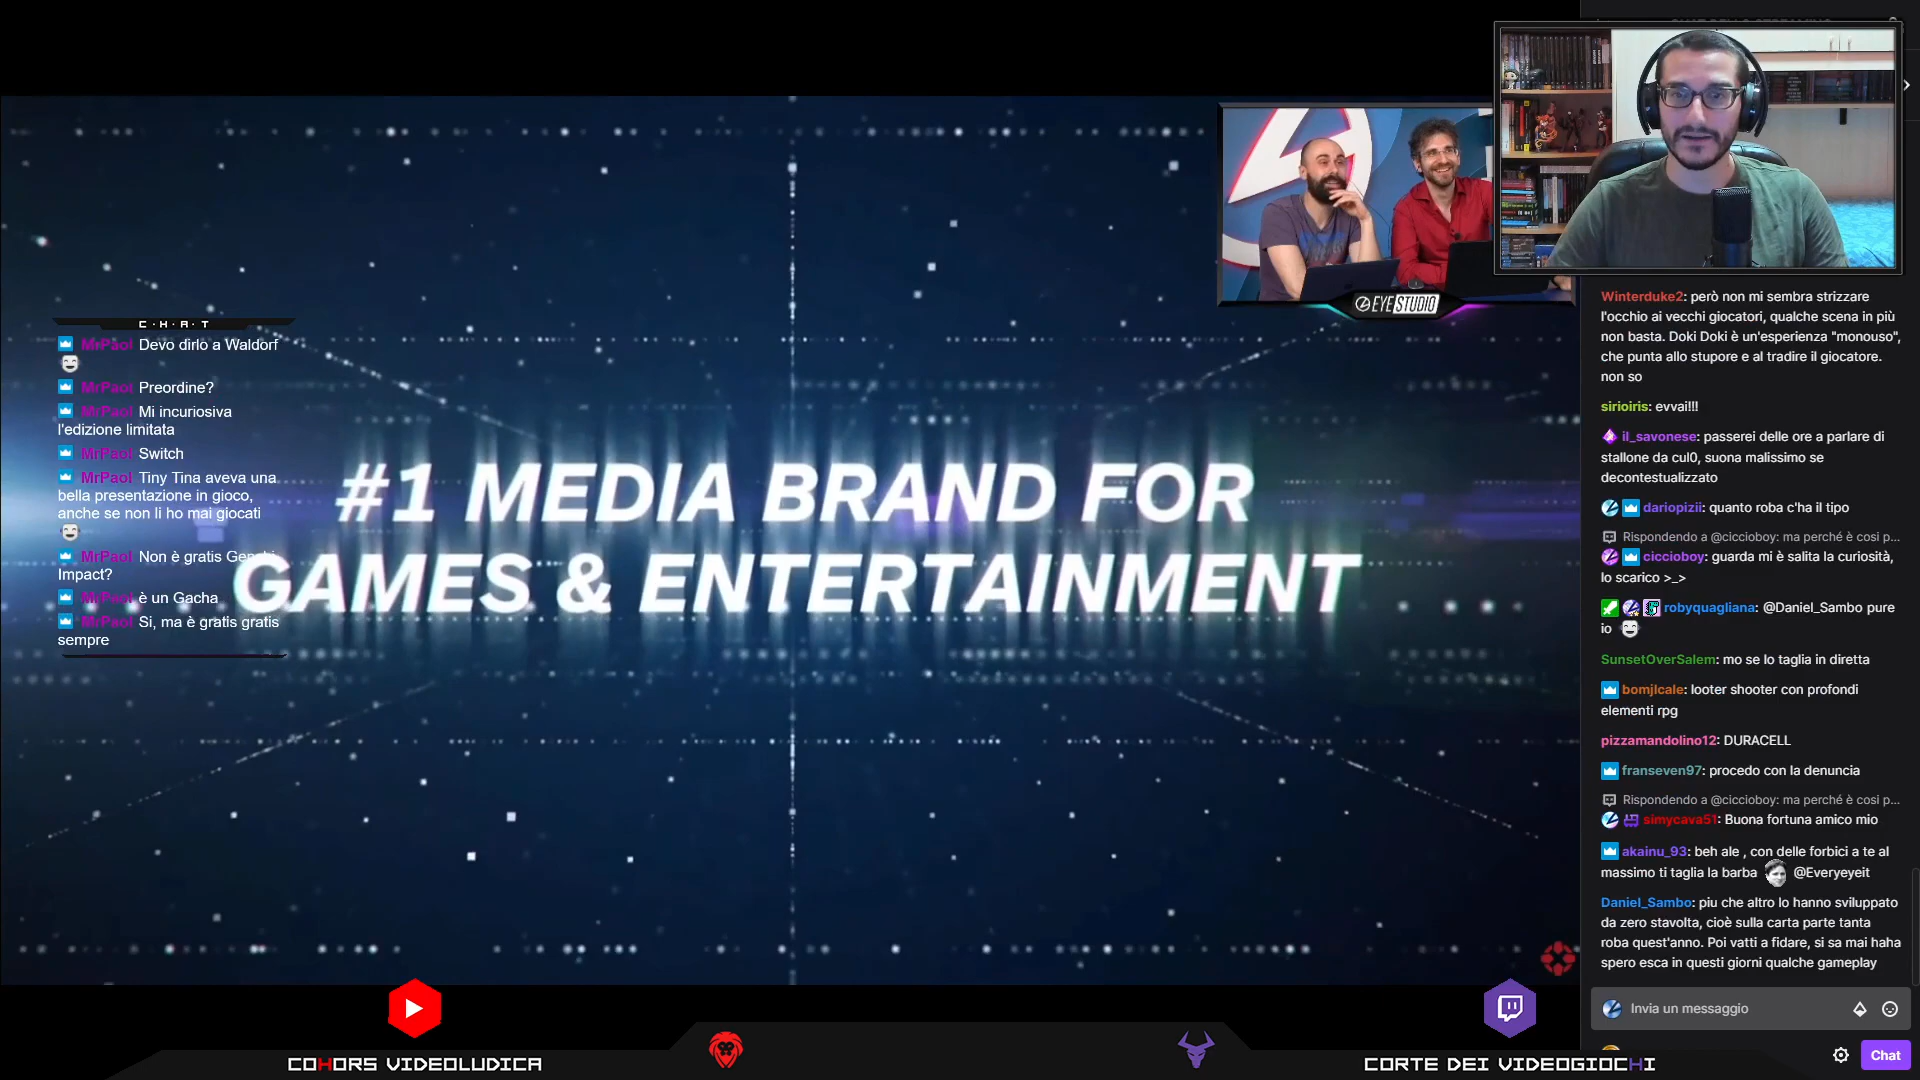 C·H·A·T
MrPaol Devo dirlo a Waldorf
MrPaol Preordine?
MrPaol Mi incuriosiva
l'edizione limitata
MrPaol Switch
MrPaol Tiny Tina aveva una
bella presentazione in gioco,
anche se non li ho mai giocati
MrPaol Non è gratis Genshi
Impact?
MrPaol è un Gacha
MrPaol Si, ma è gratis gratis
sempre
#1 MEDIA BRAND FOR
GAMES & ENTERTAINMENT
EYE STUDIO
Winterduke2: però non mi sembra strizzare
l'occhio ai vecchi giocatori, qualche scena in più
non basta. Doki Doki è un'esperienza "monouso",
che punta allo stupore e al tradire il giocatore.
non so
sirioiris: evvai!!!
il_savonese: passerei delle ore a parlare di
stallone da cul0, suona malissimo se
decontestualizzato
dariopizii: quanto roba c'ha il tipo
Rispondendo a @ciccioboy: ma perché è cosi p...
ciccioboy: guarda mi è salita la curiosità,
lo scarico >_>
robyquagliana: @Daniel_Sambo pure
io
SunsetOverSalem: mo se lo taglia in diretta
bomjlcale: looter shooter con profondi
elementi rpg
pizzamandolino12: DURACELL
franseven97: procedo con la denuncia
Rispondendo a @ciccioboy: ma perché è cosi p...
simycava51: Buona fortuna amico mio
akainu_93: beh ale , con delle forbici a te al
massimo ti taglia la barba @Everyeyeit
Daniel_Sambo: piu che altro lo hanno sviluppato
da zero stavolta, cioè sulla carta parte tanta
roba quest'anno. Poi vatti a fidare, si sa mai haha
spero esca in questi giorni qualche gameplay
Invia un messaggio
Chat
COHORS VIDEOLUDICA
CORTE DEI VIDEOGIOCHI